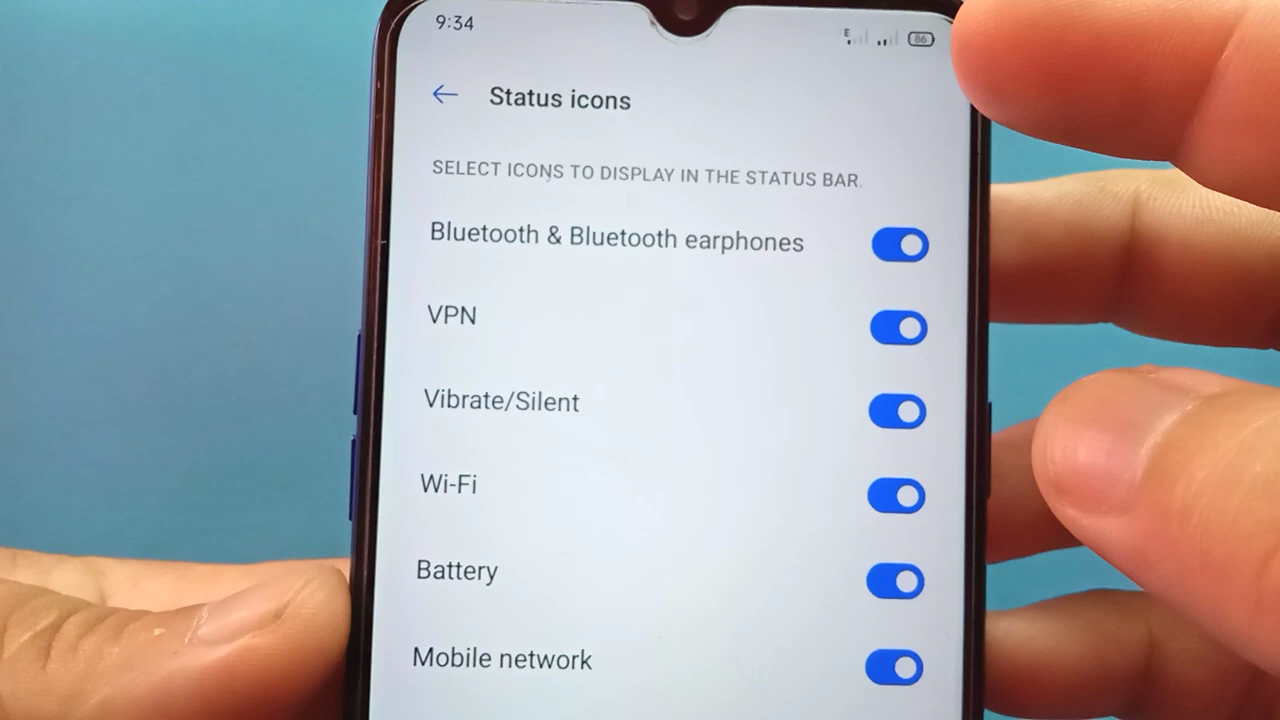 9:34
E
86
Status icons
SELECT ICONS TO DISPLAY IN THE STATUS BAR.
Bluetooth & Bluetooth earphones
VPN
Vibrate/Silent
Wi-Fi
Battery
Mobile network